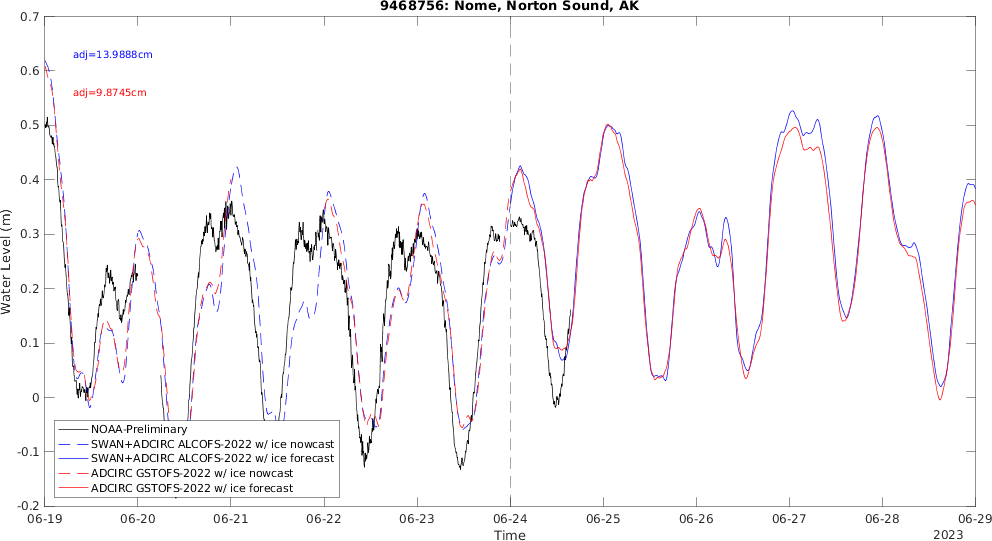 9468756: Nome, Norton Sound, AK
adj=13.9888cm
adj=9.8745cm
Water Level (m)
0.7
0.6
0.5
0.4
0.3
0.2
0.1
0
-0.1
-0.2
NOAA-Preliminary
SWAN+ADCIRC ALCOFS-2022 w/ ice nowcast
SWAN+ADCIRC ALCOFS-2022 w/ ice forecast
ADCIRC GSTOFS-2022 w/ ice nowcast
ADCIRC GSTOFS-2022 w/ ice forecast
06-19 06-20 06-21 06-22 06-23 06-24 06-25 06-26 06-27 06-28 06-29
Time
2023